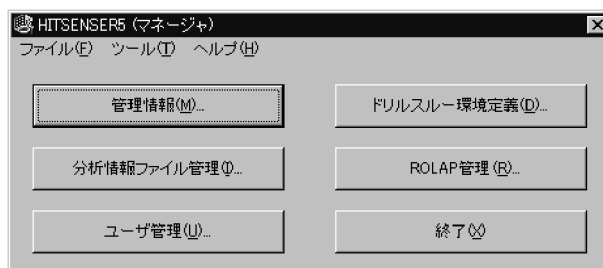 HITSENSER5 (マネージャ)
ファイル(F) ツール(T) ヘルプ(H)
管理情報(M)... ドリルスルー環境定義(D)...
分析情報ファイル管理(I)... ROLAP管理(R)...
ユーザ管理(U)... 終了(X)